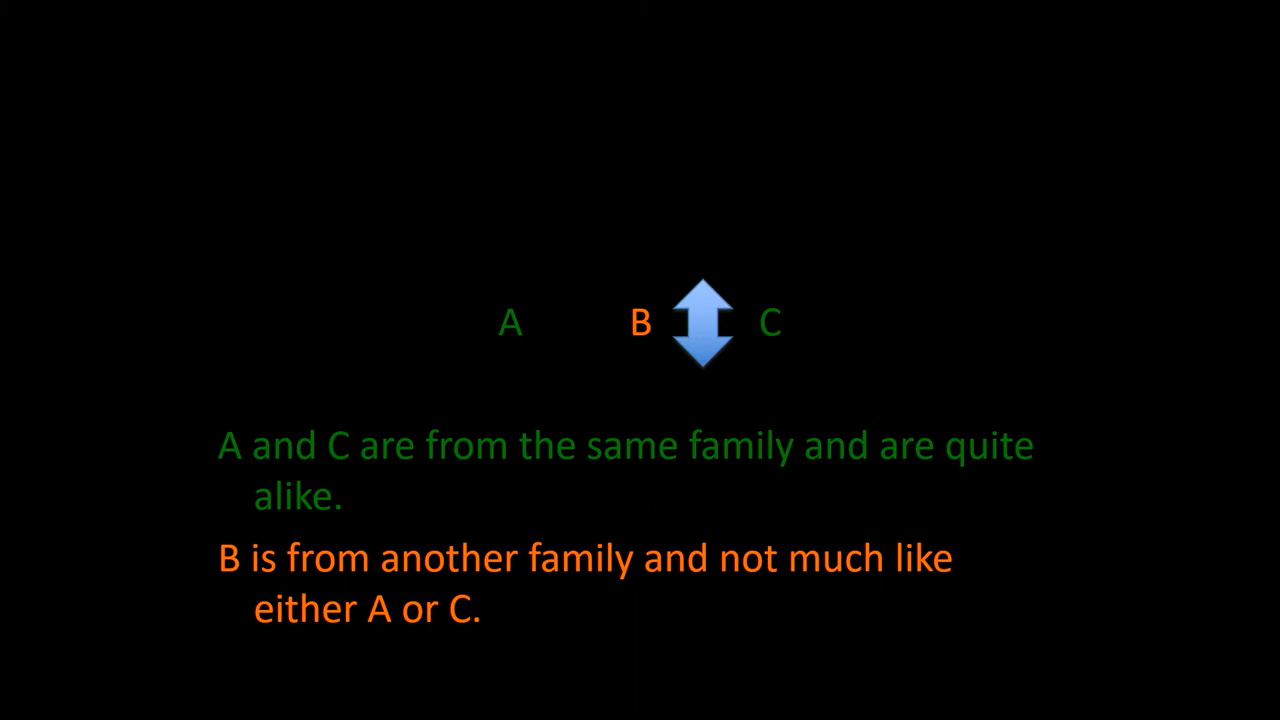 A B C
A and C are from the same family and are quite
alike.
B is from another family and not much like
either A or C.